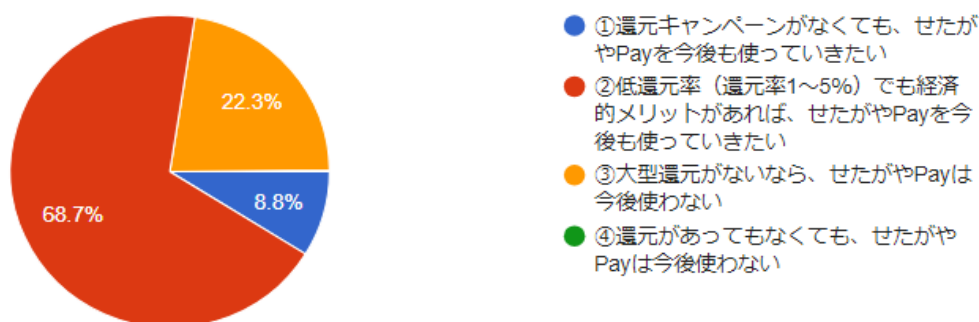 ①還元キャンペーンがなくても、せたが
やPayを今後も使っていきたい
②低還元率（還元率1～5%）でも経済
的メリットがあれば、せたがやPayを今
後も使っていきたい
③大型還元がないなら、せたがやPayは
今後使わない
④還元があってもなくても、せたがや
Payは今後使わない
22.3%
8.8%
68.7%